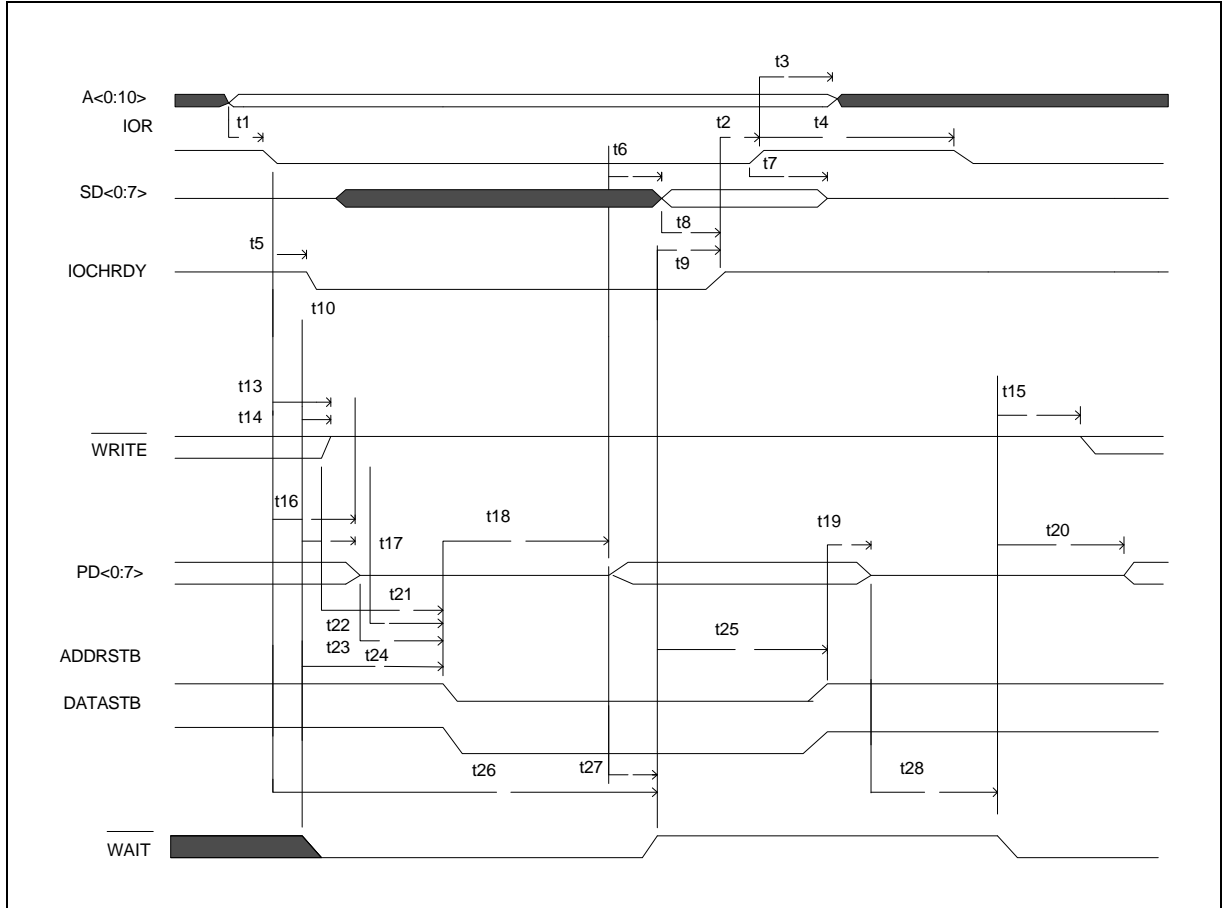 t3
A<0:10>
t1
t2
t4
IOR
t6
t7
SD<0:7>
t8
t5
t9
IOCHRDY
t10
t13
t15
t14
WRITE
t16
t18
t19
t17
t20
PD<0:7>
t21
t22
t25
t23
t24
ADDRSTB
DATASTB
t26
t27
t28
WAIT